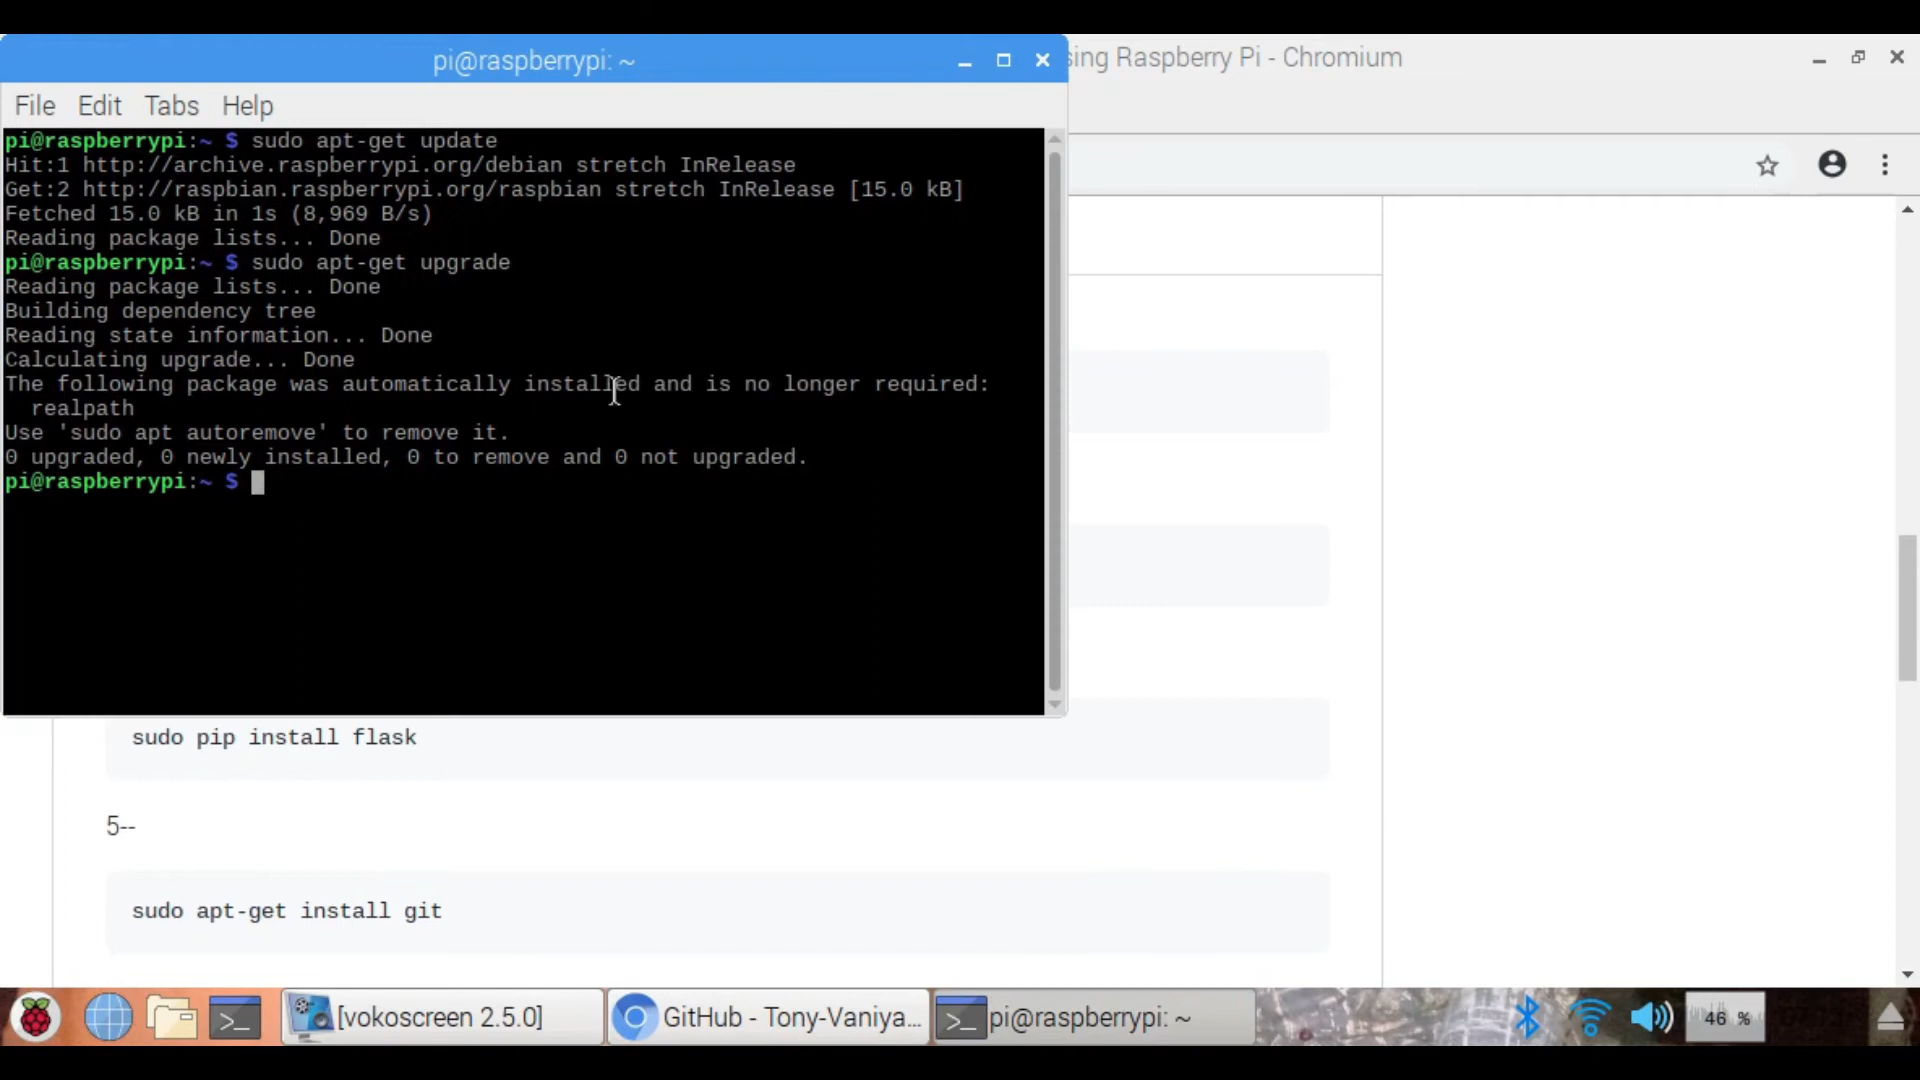 pi@raspberrypi: ~
sing Raspberry Pi - Chromium
File Edit Tabs Help
pi@raspberrypi:~ $ sudo apt-get update
Hit:1 http://archive.raspberrypi.org/debian stretch InRelease
Get:2 http://raspbian.raspberrypi.org/raspbian stretch InRelease [15.0 kB]
Fetched 15.0 kB in 1s (8,969 B/s)
Reading package lists... Done
pi@raspberrypi:~ $ sudo apt-get upgrade
Reading package lists... Done
Building dependency tree
Reading state information... Done
Calculating upgrade... Done
The following package was automatically installed and is no longer required:
realpath
Use 'sudo apt autoremove' to remove it.
0 upgraded, 0 newly installed, 0 to remove and 0 not upgraded.
pi@raspberrypi:~ $
sudo pip install flask
5--
sudo apt-get install git
[vokoscreen 2.5.0]
GitHub - Tony-Vaniya...
pi@raspberrypi: ~
46 %